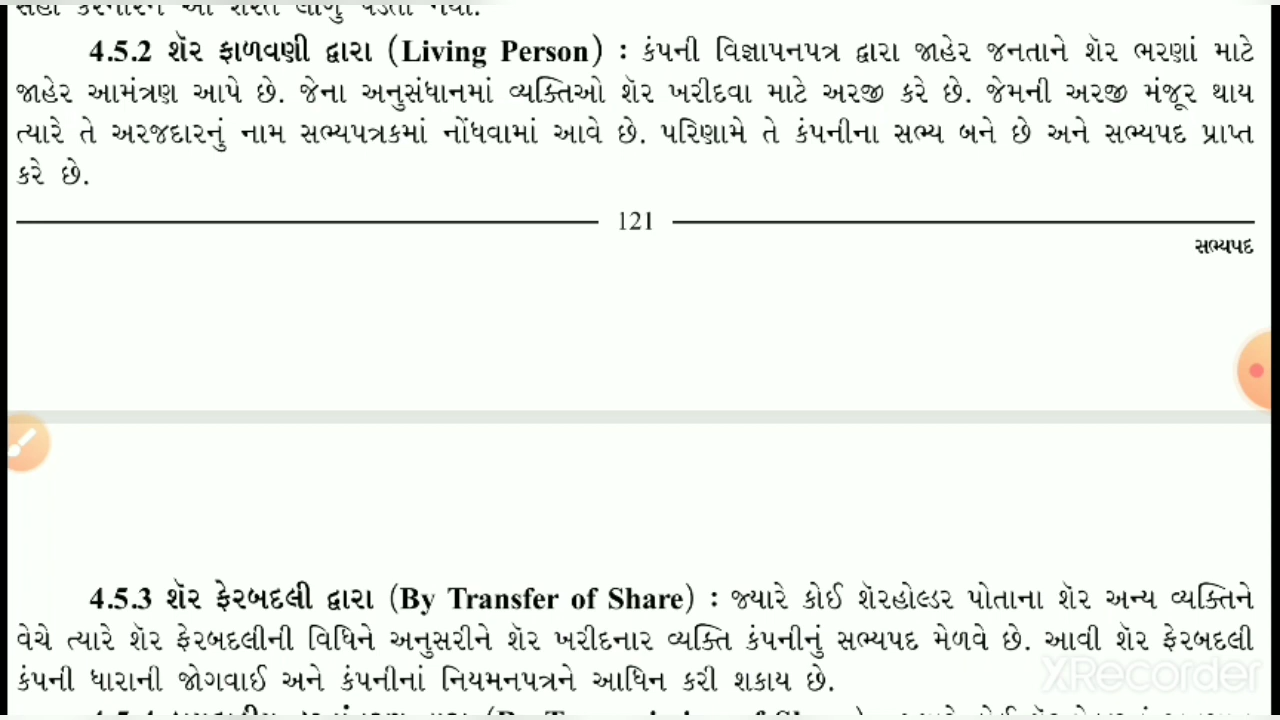 4.5.2 શૅર ફાળવણી દ્વારા (Living Person) : કંપની વિજ્ઞાપનપત્ર દ્વારા જાહેર જનતાને શૅર ભરણાં માટે
જાહેર આમંત્રણ આપે છે. જેના અનુસંધાનમાં વ્યક્તિઓ શૅર ખરીદવા માટે અરજી કરે છે. જેમની અરજી મંજૂર થાય
ત્યારે તે અરજદારનું નામ સભ્યપત્રકમાં નોંધવામાં આવે છે. પરિણામે તે કંપનીના સભ્ય બને છે અને સભ્યપદ પ્રાપ્ત
કરે છે.
121
સભ્યપદ
4.5.3 શૅર ફેરબદલી દ્વારા (By Transfer of Share) : જ્યારે કોઈ શૅરહોલ્ડર પોતાના શૅર અન્ય વ્યક્તિને
વેચે ત્યારે શૅર ફેરબદલીની વિધિને અનુસરીને શૅર ખરીદનાર વ્યક્તિ કંપનીનું સભ્યપદ મેળવે છે. આવી શૅર ફેરબદલી
કંપની ધારાની જોગવાઈ અને કંપનીનાં નિયમનપત્રને આધિન કરી શકાય છે.
XRecorder